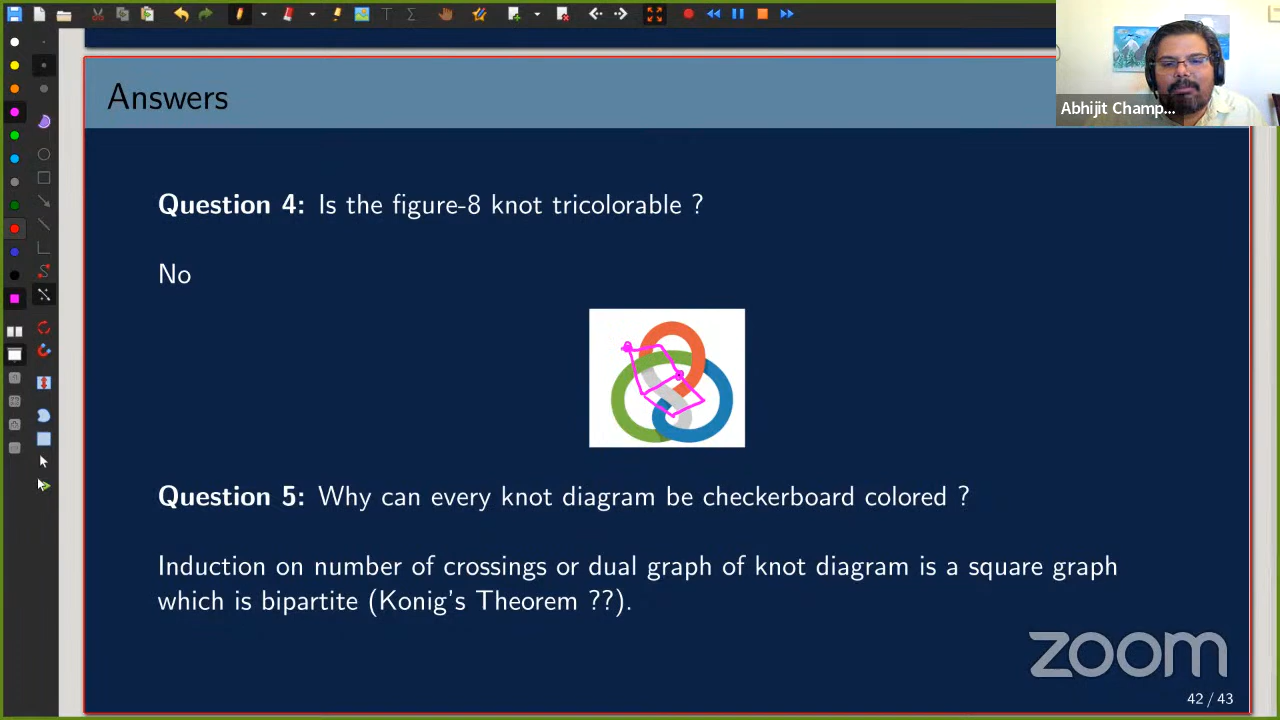 Answers
Abhijit Champ...
Question 4: Is the figure-8 knot tricolorable ?
No
Question 5: Why can every knot diagram be checkerboard colored ?
Induction on number of crossings or dual graph of knot diagram is a square graph
which is bipartite (Konig's Theorem ??).
zoom
42 / 43